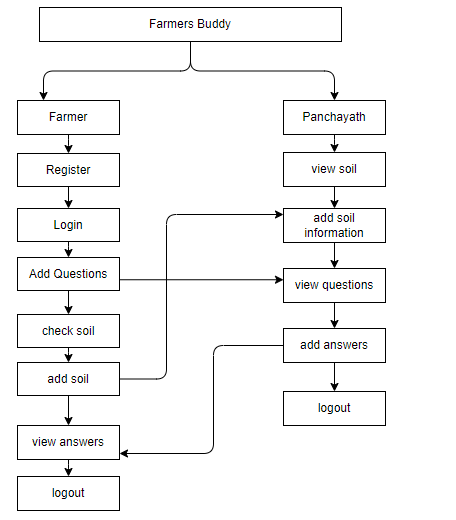 Farmers Buddy
Farmer
Panchayath
Register
view soil
Login
add soil
information
Add Questions
view questions
check soil
add answers
add soil
logout
view answers
logout